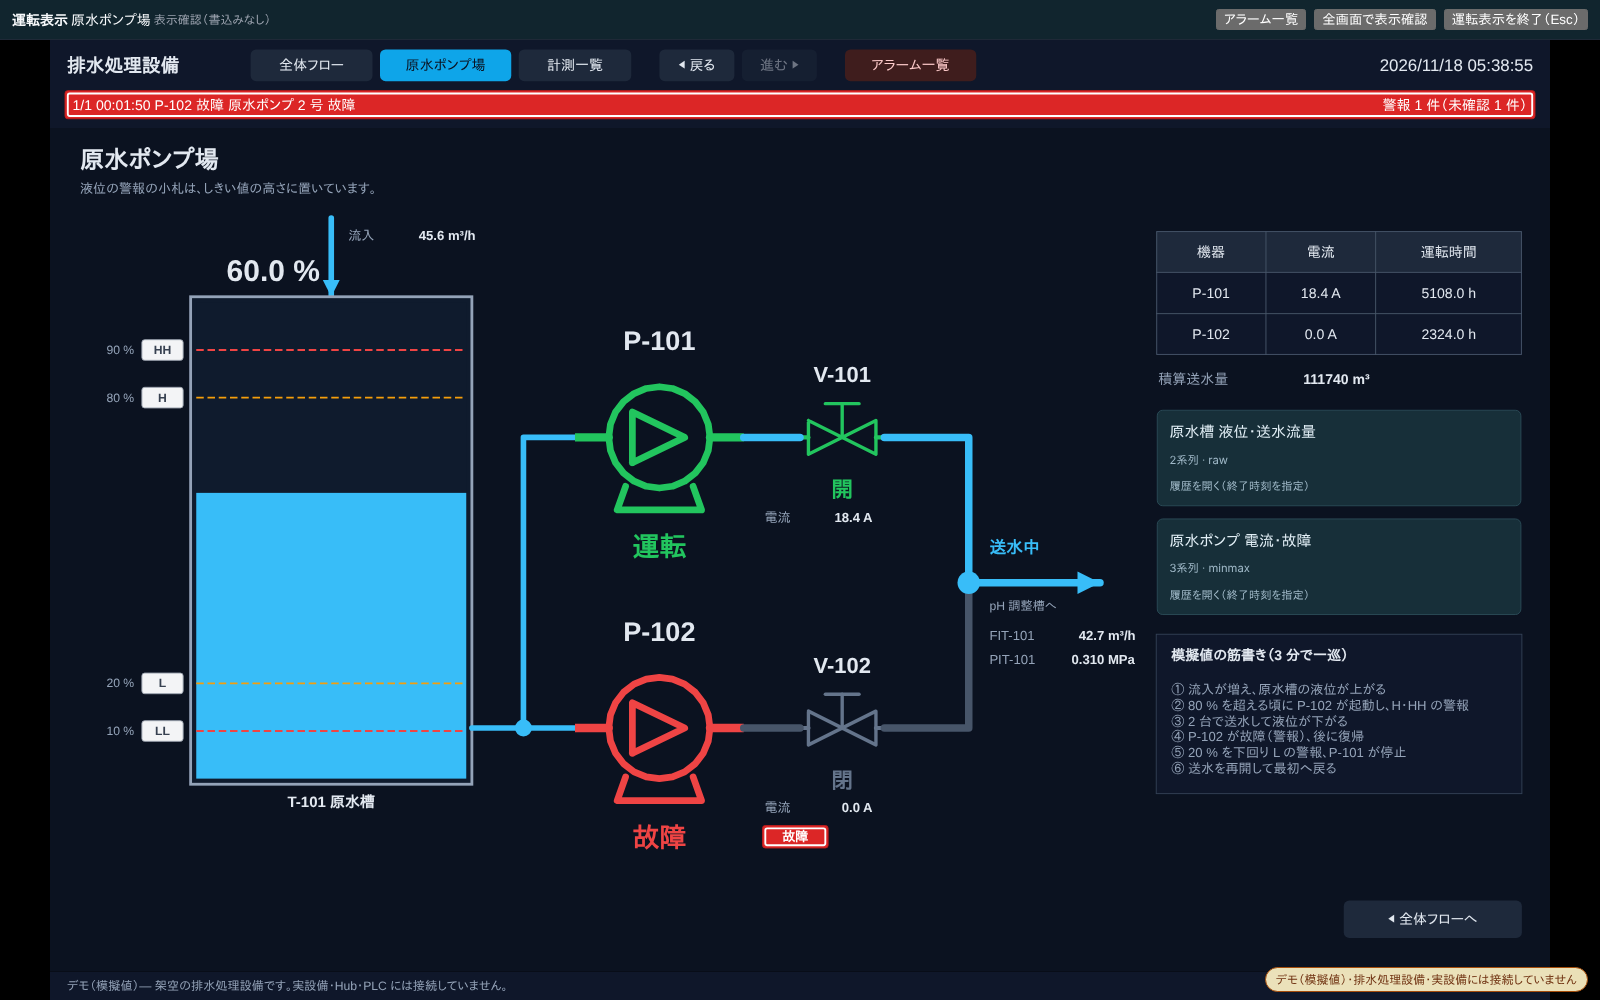 運転表示 原水ポンプ場 表示確認（書込みなし）
アラーム一覧 全画面で表示確認 運転表示を終了（Esc）
排水処理設備 全体フロー 原水ポンプ場 計測一覧 戻る 進む アラーム一覧 2026/11/18 05:38:55
1/1 00:01:50 P-102 故障 原水ポンプ 2 号 故障 警報 1 件（未確認 1 件）
原水ポンプ場
液位の警報の小札は、しきい値の高さに置いています。
流入 45.6 m³/h
60.0 %
90 % HH
80 % H
20 % L
10 % LL
T-101 原水槽
P-101
運転
V-101
開
電流 18.4 A
P-102
故障
V-102
閉
電流 0.0 A
故障
送水中
pH 調整槽へ
FIT-101 42.7 m³/h
PIT-101 0.310 MPa
機器 電流 運転時間
P-101 18.4 A 5108.0 h
P-102 0.0 A 2324.0 h
積算送水量 111740 m³
原水槽 液位・送水流量
2系列 · raw
履歴を開く（終了時刻を指定）
原水ポンプ 電流・故障
3系列 · minmax
履歴を開く（終了時刻を指定）
模擬値の筋書き（3 分で一巡）
① 流入が増え、原水槽の液位が上がる
② 80 % を超える頃に P-102 が起動し、H・HH の警報
③ 2 台で送水して液位が下がる
④ P-102 が故障（警報）、後に復帰
⑤ 20 % を下回り L の警報、P-101 が停止
⑥ 送水を再開して最初へ戻る
全体フローへ
デモ（模擬値）— 架空の排水処理設備です。実設備・Hub・PLC には接続していません。
デモ（模擬値）・排水処理設備・実設備には接続していません